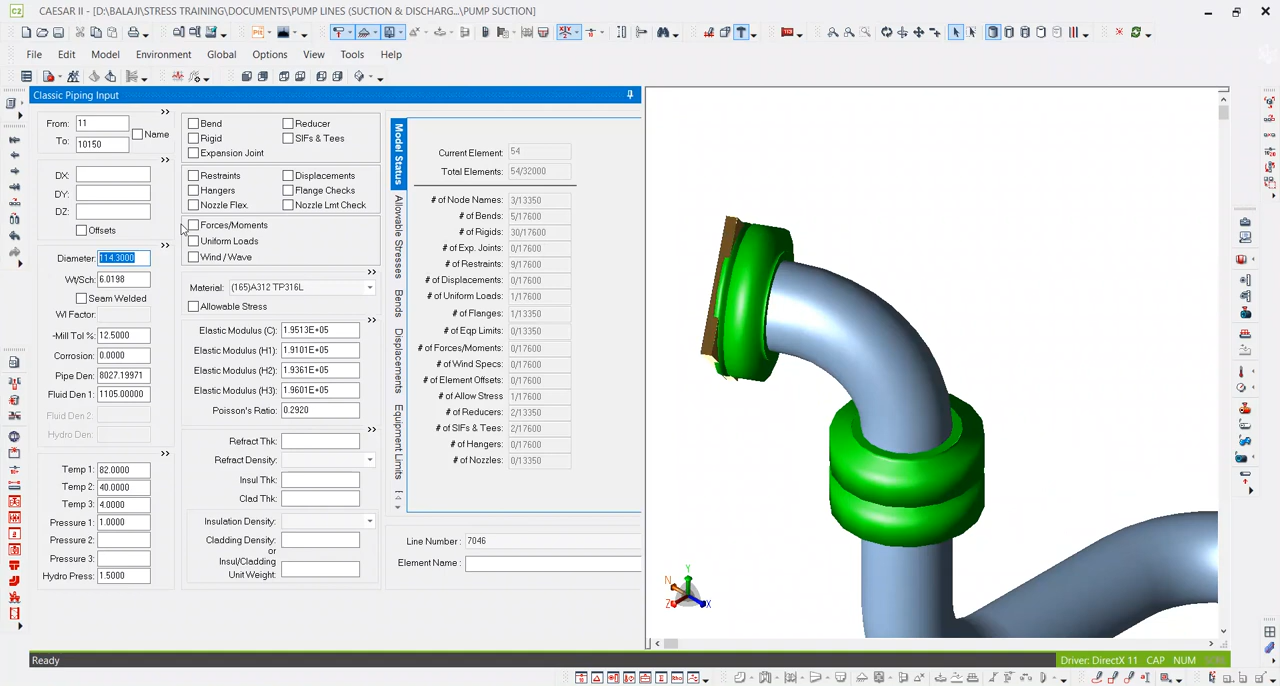 CAESAR II - [D:\BALAJI\STRESS TRAINING\DOCUMENTS\PUMP LINES (SUCTION & DISCHARG...\PUMP SUCTION]
File Edit Model Environment Global Options View Tools Help
Classic Piping Input
From: 11
To: 10150
Name
DX:
DY:
DZ:
Offsets
Diameter: 114.3000
Wt/Sch: 6.0198
Seam Welded
WI Factor:
-Mill Tol %: 12.5000
Corrosion: 0.0000
Pipe Den: 8027.19971
Fluid Den 1: 1105.00000
Fluid Den 2:
Hydro Den:
Temp 1: 82.0000
Temp 2: 40.0000
Temp 3: 4.0000
Pressure 1: 1.0000
Pressure 2:
Pressure 3:
Hydro Press: 1.5000
Bend Reducer
Rigid SIFs & Tees
Expansion Joint
Restraints Displacements
Hangers Flange Checks
Nozzle Flex. Nozzle Lmt Check
Forces/Moments
Uniform Loads
Wind / Wave
Material: (165)A312 TP316L
Allowable Stress
Elastic Modulus (C): 1.9513E+05
Elastic Modulus (H1): 1.9101E+05
Elastic Modulus (H2): 1.9361E+05
Elastic Modulus (H3): 1.9601E+05
Poisson's Ratio: 0.2920
Refract Thk:
Refract Density:
Insul Thk:
Clad Thk:
Insulation Density:
Cladding Density:
or
Insul/Cladding
Unit Weight:
Model Status
Allowable Stresses
Bends
Displacements
Equipment Limits
Current Element: 54
Total Elements: 54/32000
# of Node Names: 3/13350
# of Bends: 5/17600
# of Rigids: 30/17600
# of Exp. Joints: 0/17600
# of Restraints: 9/17600
# of Displacements: 0/17600
# of Uniform Loads: 1/17600
# of Flanges: 1/13350
# of Eqp Limits: 0/13350
# of Forces/Moments: 0/17600
# of Wind Specs: 0/17600
# of Element Offsets: 0/17600
# of Allow Stress 1/17600
# of Reducers: 2/13350
# of SIFs & Tees: 2/17600
# of Hangers: 0/17600
# of Nozzles: 0/13350
Line Number: 7046
Element Name:
Y
N
Z
X
Ready
Driver: DirectX 11 CAP NUM